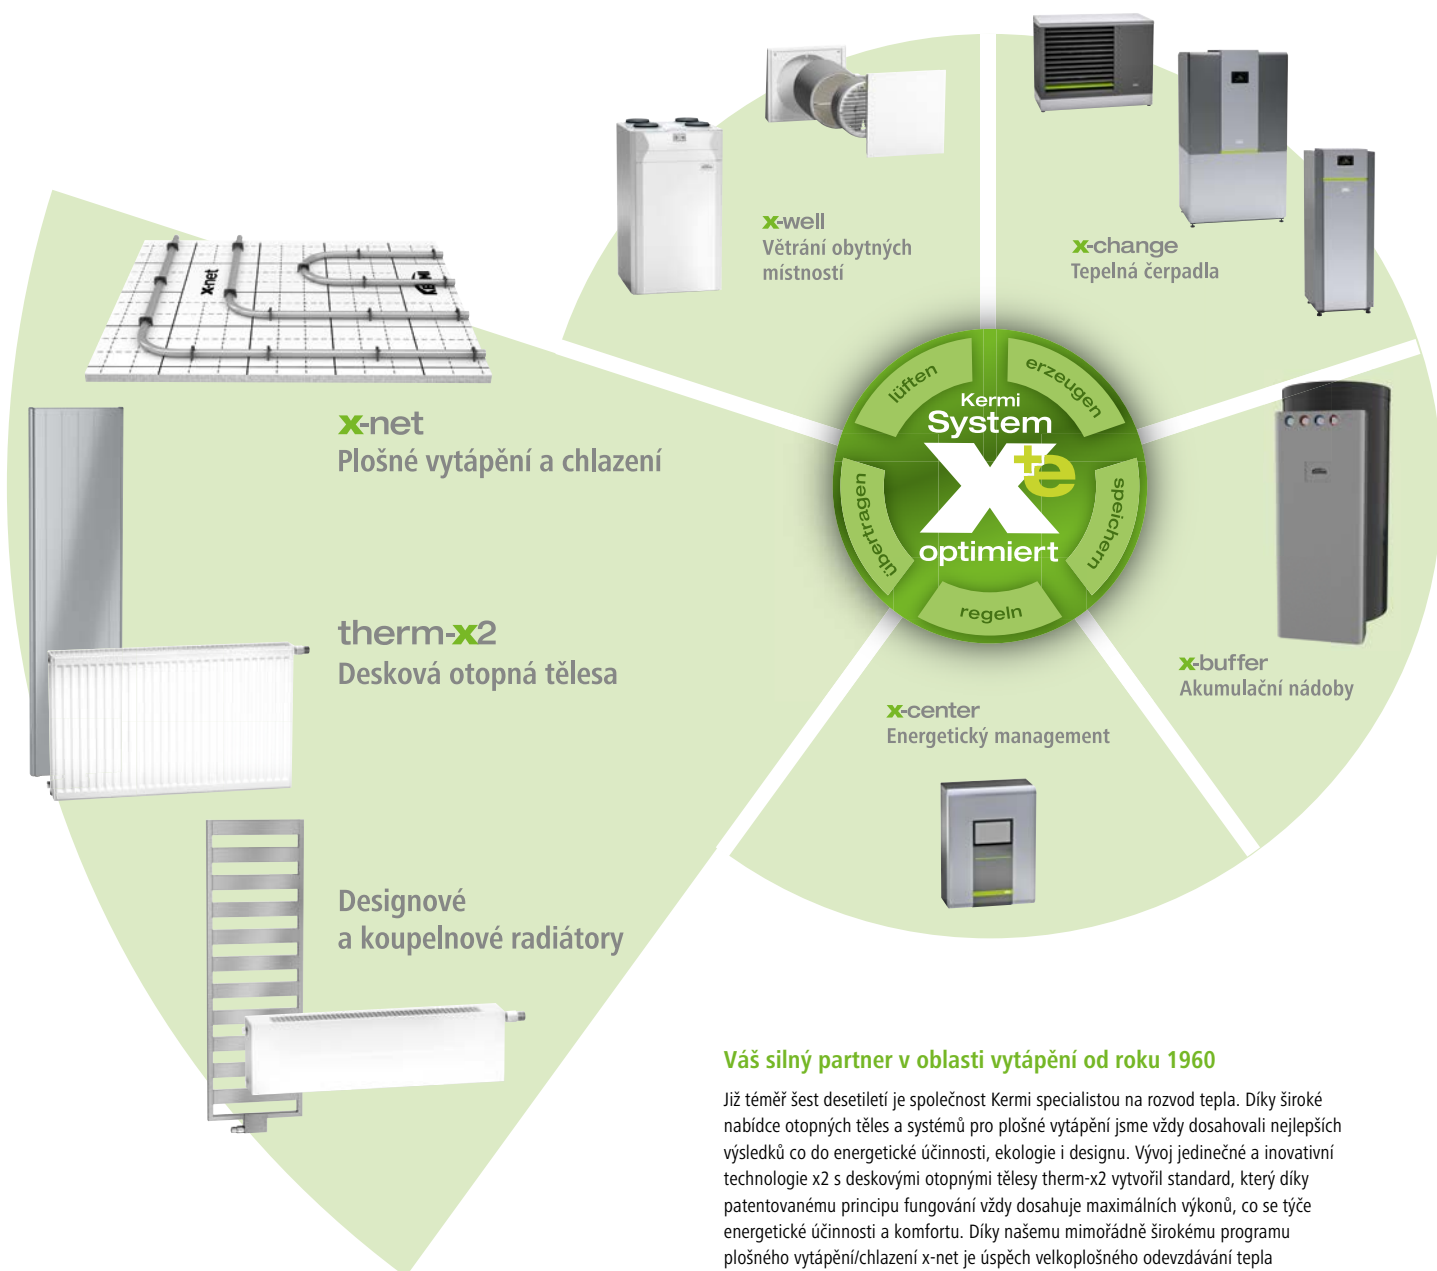 x-well
Větrání obytných
místností
x-change
Tepelná čerpadla
x-net
KERMI
x-net
Plošné vytápění a chlazení
lüften
erzeugen
Kermi
System
x+e
optimiert
übertragen
speichern
regeln
therm-x2
Desková otopná tělesa
x-buffer
Akumulační nádoby
x-center
Energetický management
Designové
a koupelnové radiátory
Váš silný partner v oblasti vytápění od roku 1960
Již téměř šest desetiletí je společnost Kermi specialistou na rozvod tepla. Díky široké
nabídce otopných těles a systémů pro plošné vytápění jsme vždy dosahovali nejlepších
výsledků co do energetické účinnosti, ekologie i designu. Vývoj jedinečné a inovativní
technologie x2 s deskovými otopnými tělesy therm-x2 vytvořil standard, který díky
patentovanému principu fungování vždy dosahuje maximálních výkonů, co se týče
energetické účinnosti a komfortu. Díky našemu mimořádně širokému programu
plošného vytápění/chlazení x-net je úspěch velkoplošného odevzdávání tepla